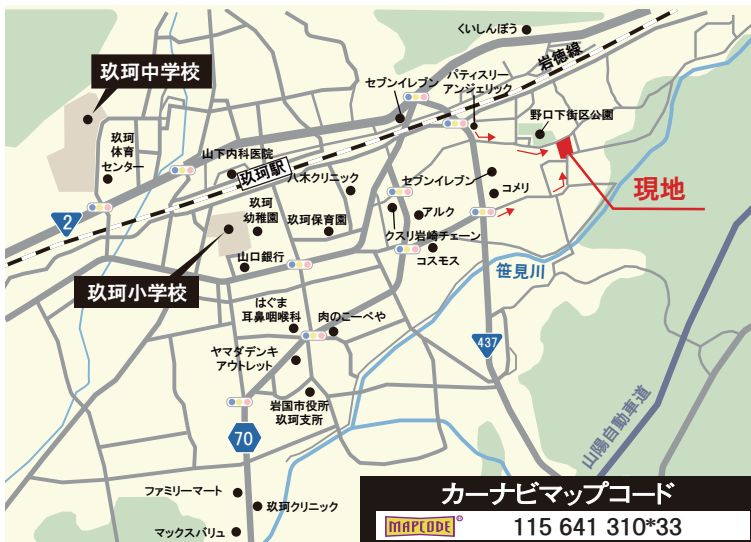 くいしんぼう
岩徳線
玖珂中学校
セブンイレブン
パティスリー
アンジェリック
野口下街区公園
玖珂
体育
センター
山下内科医院
玖珂駅
八木クリニック
セブンイレブン
コメリ
現地
2
玖珂
幼稚園
玖珂保育園
アルク
クスリ岩崎チェーン
コスモス
山口銀行
笹見川
玖珂小学校
はぐま
耳鼻咽喉科
肉のこーべや
437
ヤマダデンキ
アウトレット
岩国市役所
玖珂支所
70
山陽自動車道
ファミリーマート
玖珂クリニック
マックスバリュ
カーナビマップコード
MAPCODE®
115 641 310*33